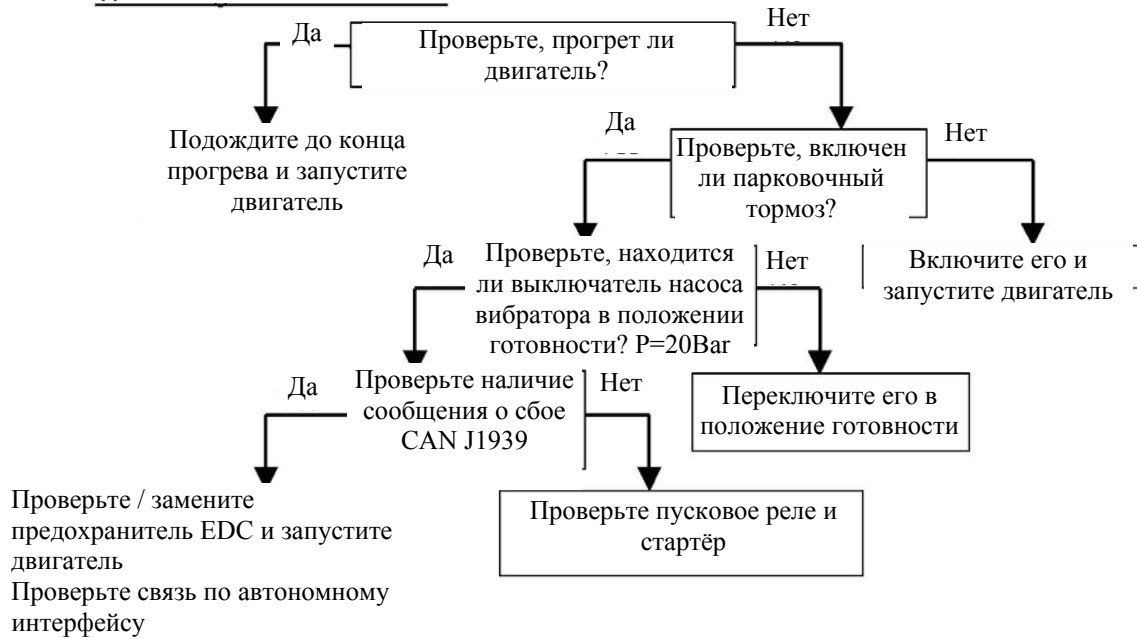 Да
Проверьте, прогрет ли
двигатель?
Нет
Подождите до конца
прогрева и запустите
двигатель
Да
Проверьте, включен
ли парковочный
тормоз?
Нет
Да
Проверьте, находится
ли выключатель насоса
вибратора в положении
готовности? P=20Bar
Нет
Включите его и
запустите двигатель
Да
Проверьте наличие
сообщения о сбое
CAN J1939
Нет
Переключите его в
положение готовности
Проверьте / замените
предохранитель EDC и запустите
двигатель
Проверьте связь по автономному
интерфейсу
Проверьте пусковое реле и
стартёр